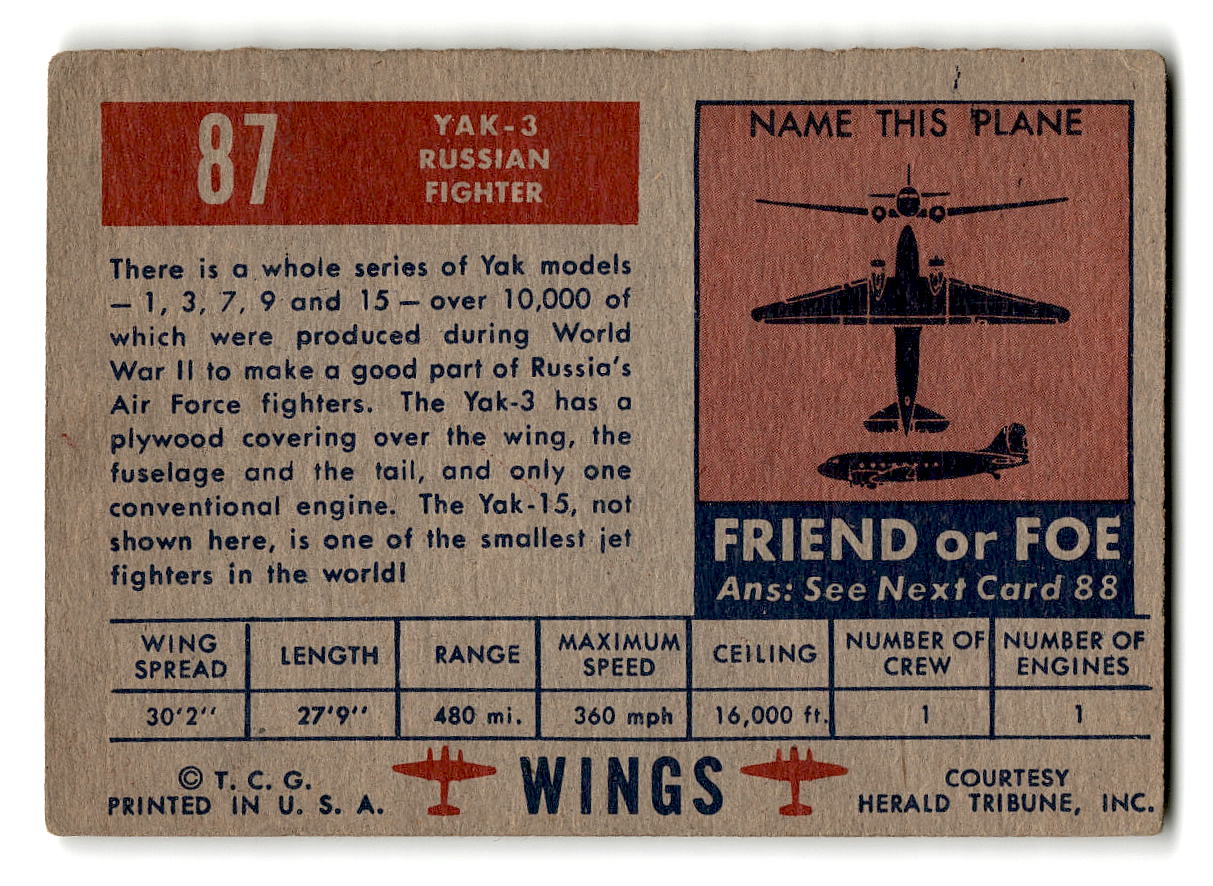 87
YAK-3
RUSSIAN
FIGHTER
There is a whole series of Yak models
— 1, 3, 7, 9 and 15 — over 10,000 of
which were produced during World
War II to make a good part of Russia's
Air Force fighters. The Yak-3 has a
plywood covering over the wing, the
fuselage and the tail, and only one
conventional engine. The Yak-15, not
shown here, is one of the smallest jet
fighters in the world!
NAME THIS PLANE
FRIEND or FOE
Ans: See Next Card 88
WING SPREAD LENGTH RANGE MAXIMUM SPEED CEILING NUMBER OF CREW NUMBER OF ENGINES
30'2'' 27'9'' 480 mi. 360 mph 16,000 ft. 1 1
© T. C. G.
PRINTED IN U. S. A.
WINGS
COURTESY
HERALD TRIBUNE, INC.